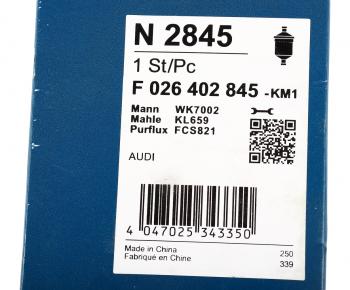 N 2845
1 St/Pc
F 026 402 845 -KM1
Mann WK7002
Mahle KL659
Purflux FCS821
AUDI
4 047025 343350
Made in China
Fabriqué en Chine
250
339